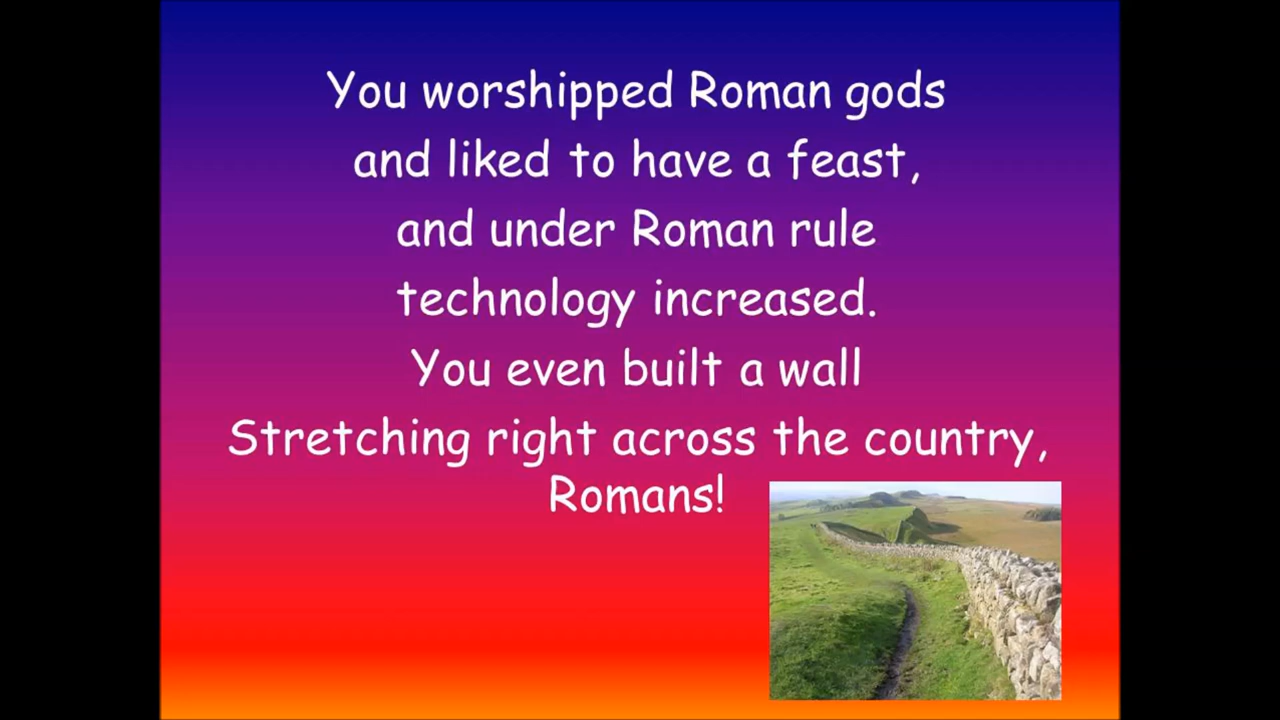 You worshipped Roman gods
and liked to have a feast,
and under Roman rule
technology increased.
You even built a wall
Stretching right across the country,
Romans!